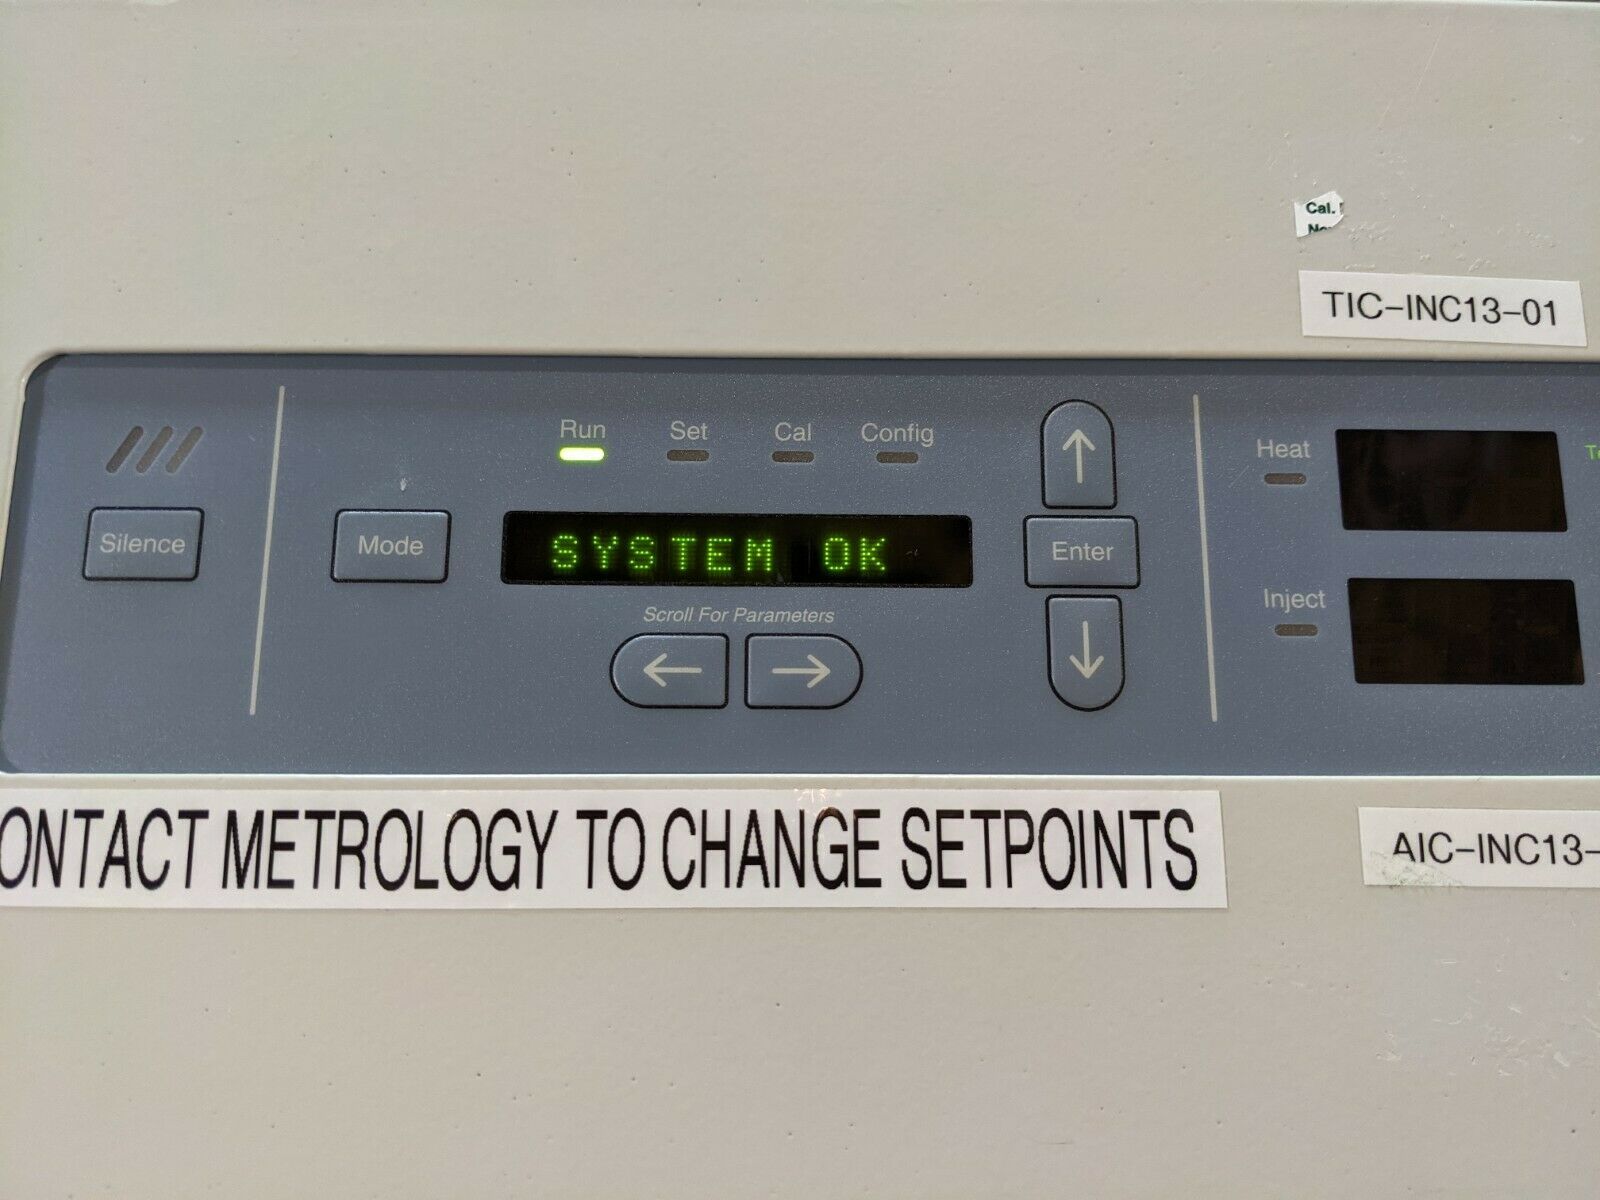 Cal.
TIC-INC13-01
Run
Set
Cal
Config
Heat
Silence
Mode
SYSTEM OK
Enter
Scroll For Parameters
Inject
ONTACT METROLOGY TO CHANGE SETPOINTS
AIC-INC13-